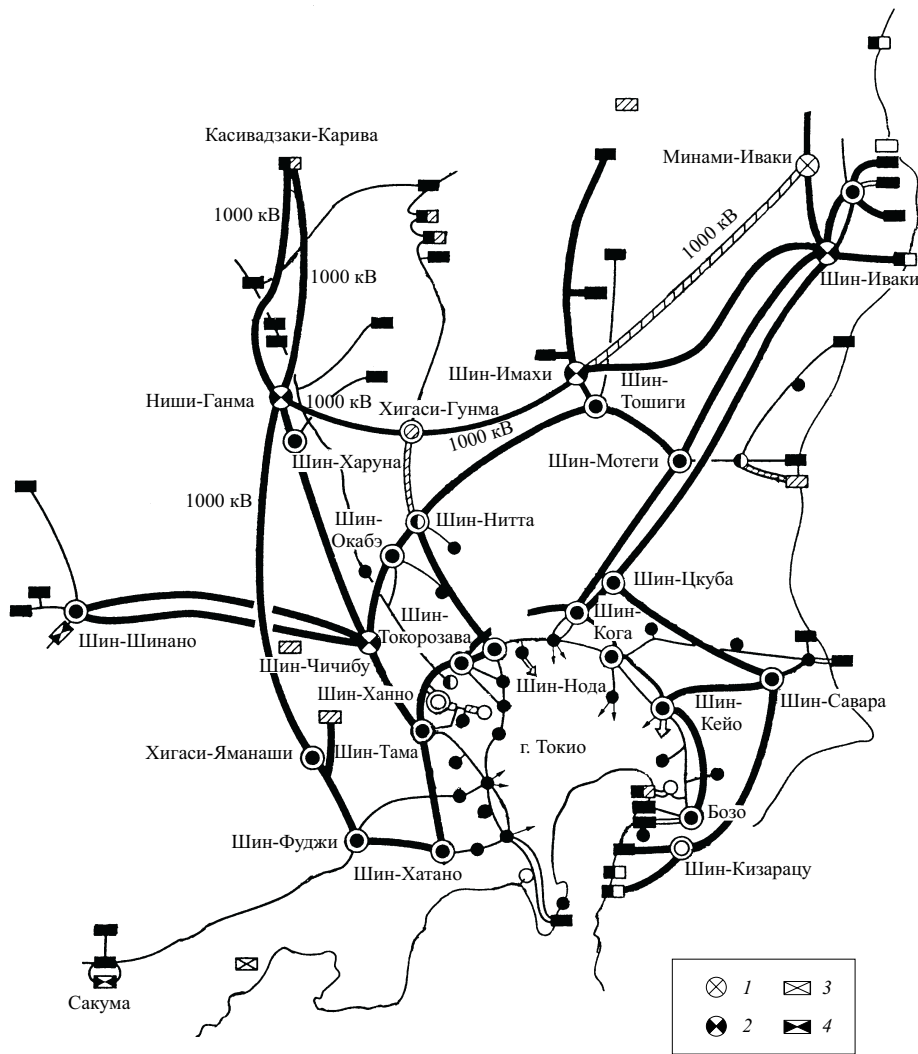 Касивадзаки-Карива
Минами-Иваки
1000 кВ
1000 кВ
1000 кВ
Шин-Иваки
Шин-Имахи
Шин-
Тошиги
Ниши-Ганма
1000 кВ
Хигаси-Гунма
1000 кВ
Шин-Харуна
Шин-Мотеги
1000 кВ
Шин-
Окабэ
Шин-Нитта
Шин-Цкуба
Шин-
Токорозава
Шин-
Кога
Шин-Шинано
Шин-Чичибу
Шин-Ханно
Шин-Нода
Шин-
Кейо
Шин-Савара
Хигаси-Яманаши
Шин-Тама
г. Токио
Бозо
Шин-Фуджи
Шин-Хатано
Шин-Кизарацу
Сакума
1
3
2
4